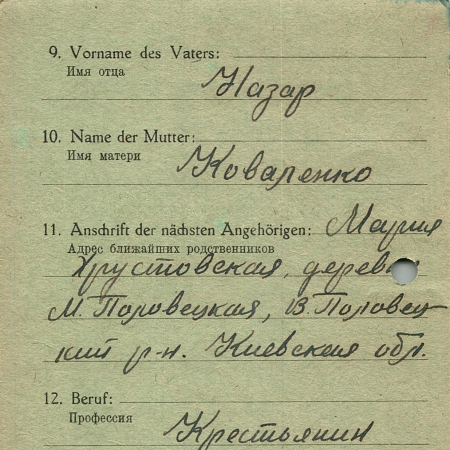 9. Vorname des Vaters:
Имя отца
Назар
10. Name der Mutter:
Имя матери
Коваленко
11. Anschrift der nächsten Angehörigen: Мария
Адрес ближайших родственников
Хрустовская, дерев
М. Половецкая, В. Половец-
кий р-н. Киевская обл.
12. Beruf:
Профессия
Крестьянин